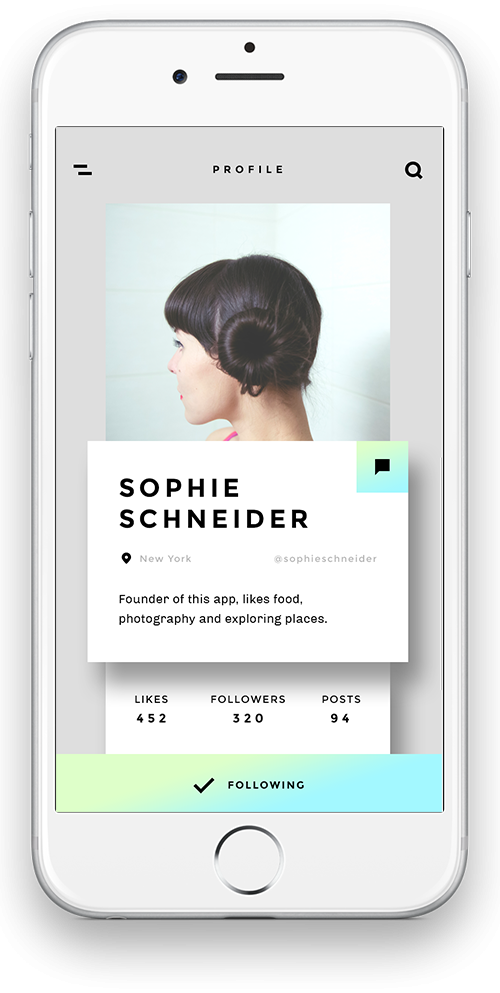 PROFILE
SOPHIE
SCHNEIDER
New York @sophieschneider
Founder of this app, likes food,
photography and exploring places.
LIKES FOLLOWERS POSTS
452 320 94
FOLLOWING